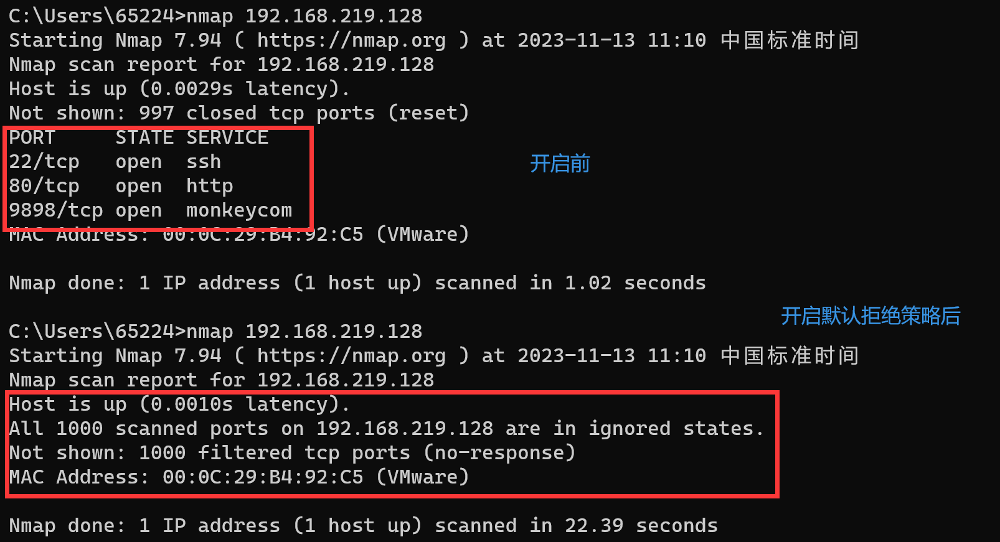 C:\Users\65224>nmap 192.168.219.128
Starting Nmap 7.94 ( https://nmap.org ) at 2023-11-13 11:10 中国标准时间
Nmap scan report for 192.168.219.128
Host is up (0.0029s latency).
Not shown: 997 closed tcp ports (reset)
PORT     STATE SERVICE
22/tcp   open  ssh
开启前
80/tcp   open  http
9898/tcp open  monkeycom
MAC Address: 00:0C:29:B4:92:C5 (VMware)
Nmap done: 1 IP address (1 host up) scanned in 1.02 seconds
开启默认拒绝策略后
C:\Users\65224>nmap 192.168.219.128
Starting Nmap 7.94 ( https://nmap.org ) at 2023-11-13 11:10 中国标准时间
Nmap scan report for 192.168.219.128
Host is up (0.0010s latency).
All 1000 scanned ports on 192.168.219.128 are in ignored states.
Not shown: 1000 filtered tcp ports (no-response)
MAC Address: 00:0C:29:B4:92:C5 (VMware)
Nmap done: 1 IP address (1 host up) scanned in 22.39 seconds